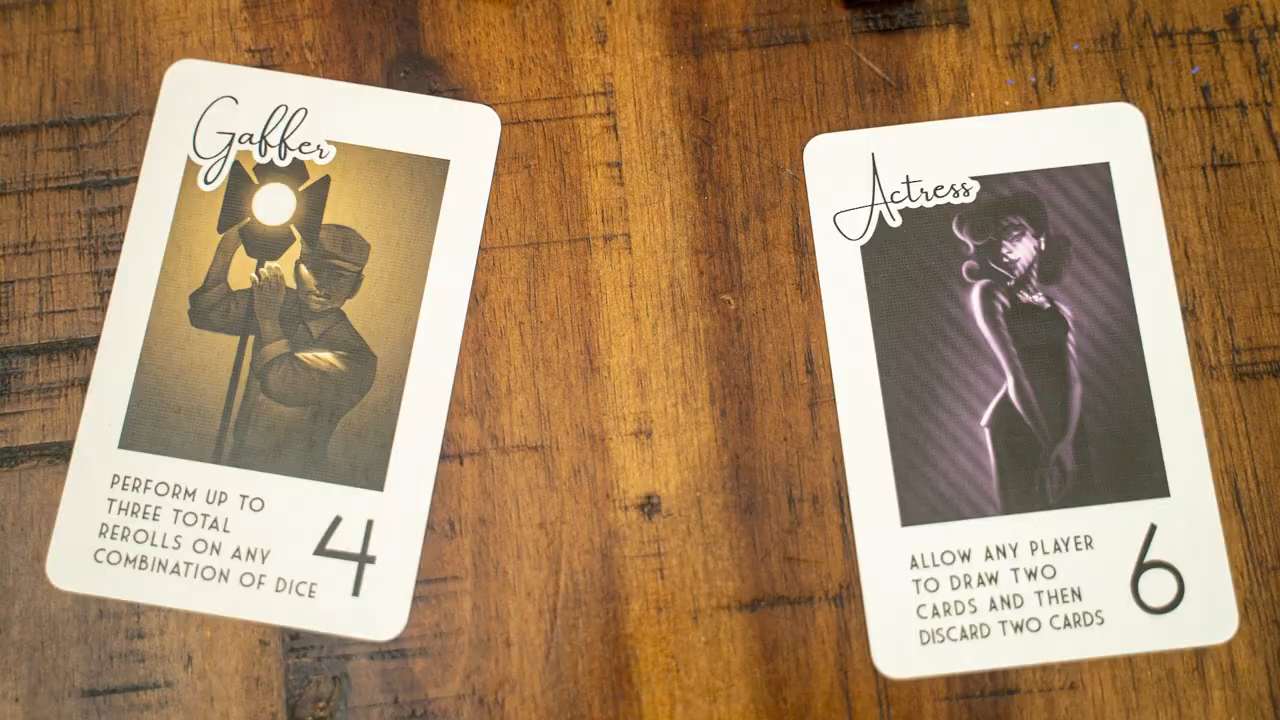 Gaffer
PERFORM UP TO
THREE TOTAL
REROLLS ON ANY
COMBINATION OF DICE
4
Actress
ALLOW ANY PLAYER
TO DRAW TWO
CARDS AND THEN
DISCARD TWO CARDS
6